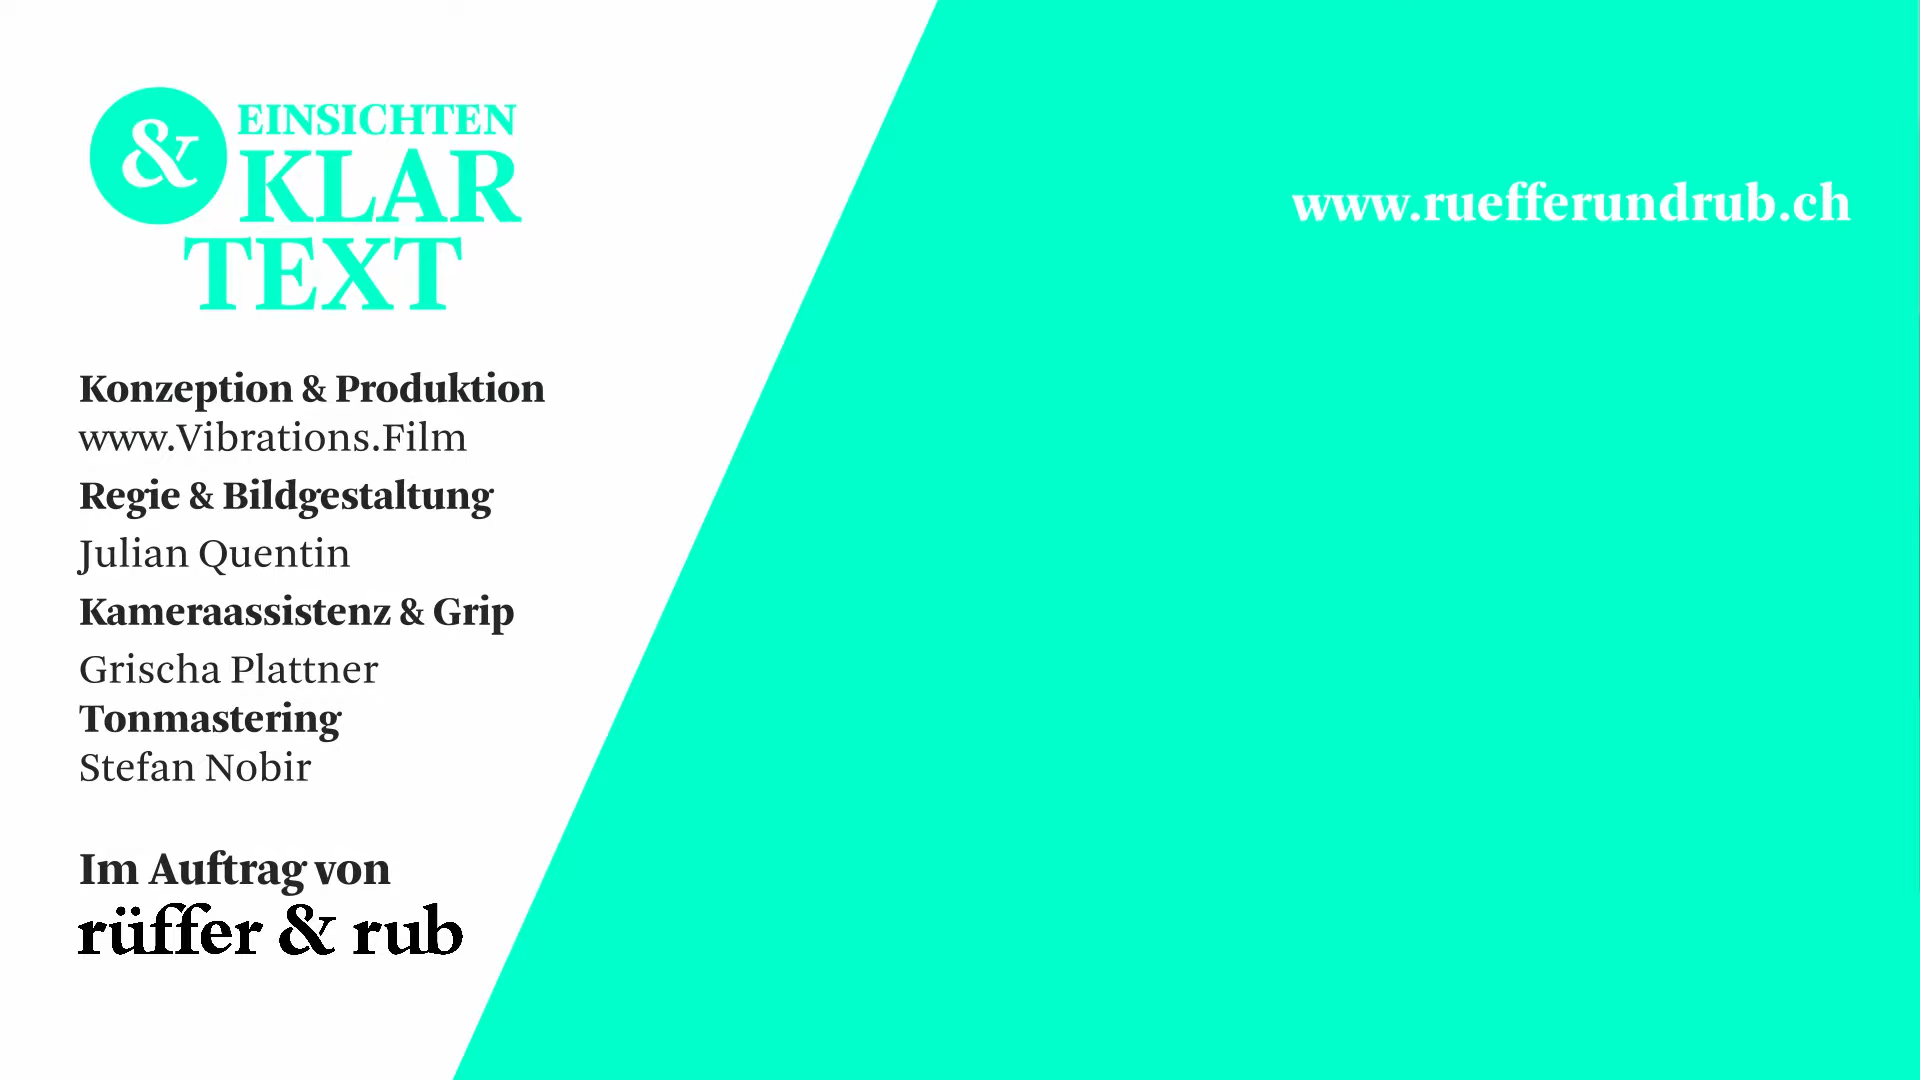 & EINSICHTEN
KLAR
TEXT
www.ruefferundrub.ch
Konzeption & Produktion
www.Vibrations.Film
Regie & Bildgestaltung
Julian Quentin
Kameraassistenz & Grip
Grischa Plattner
Tonmastering
Stefan Nobir
Im Auftrag von
rüffer & rub